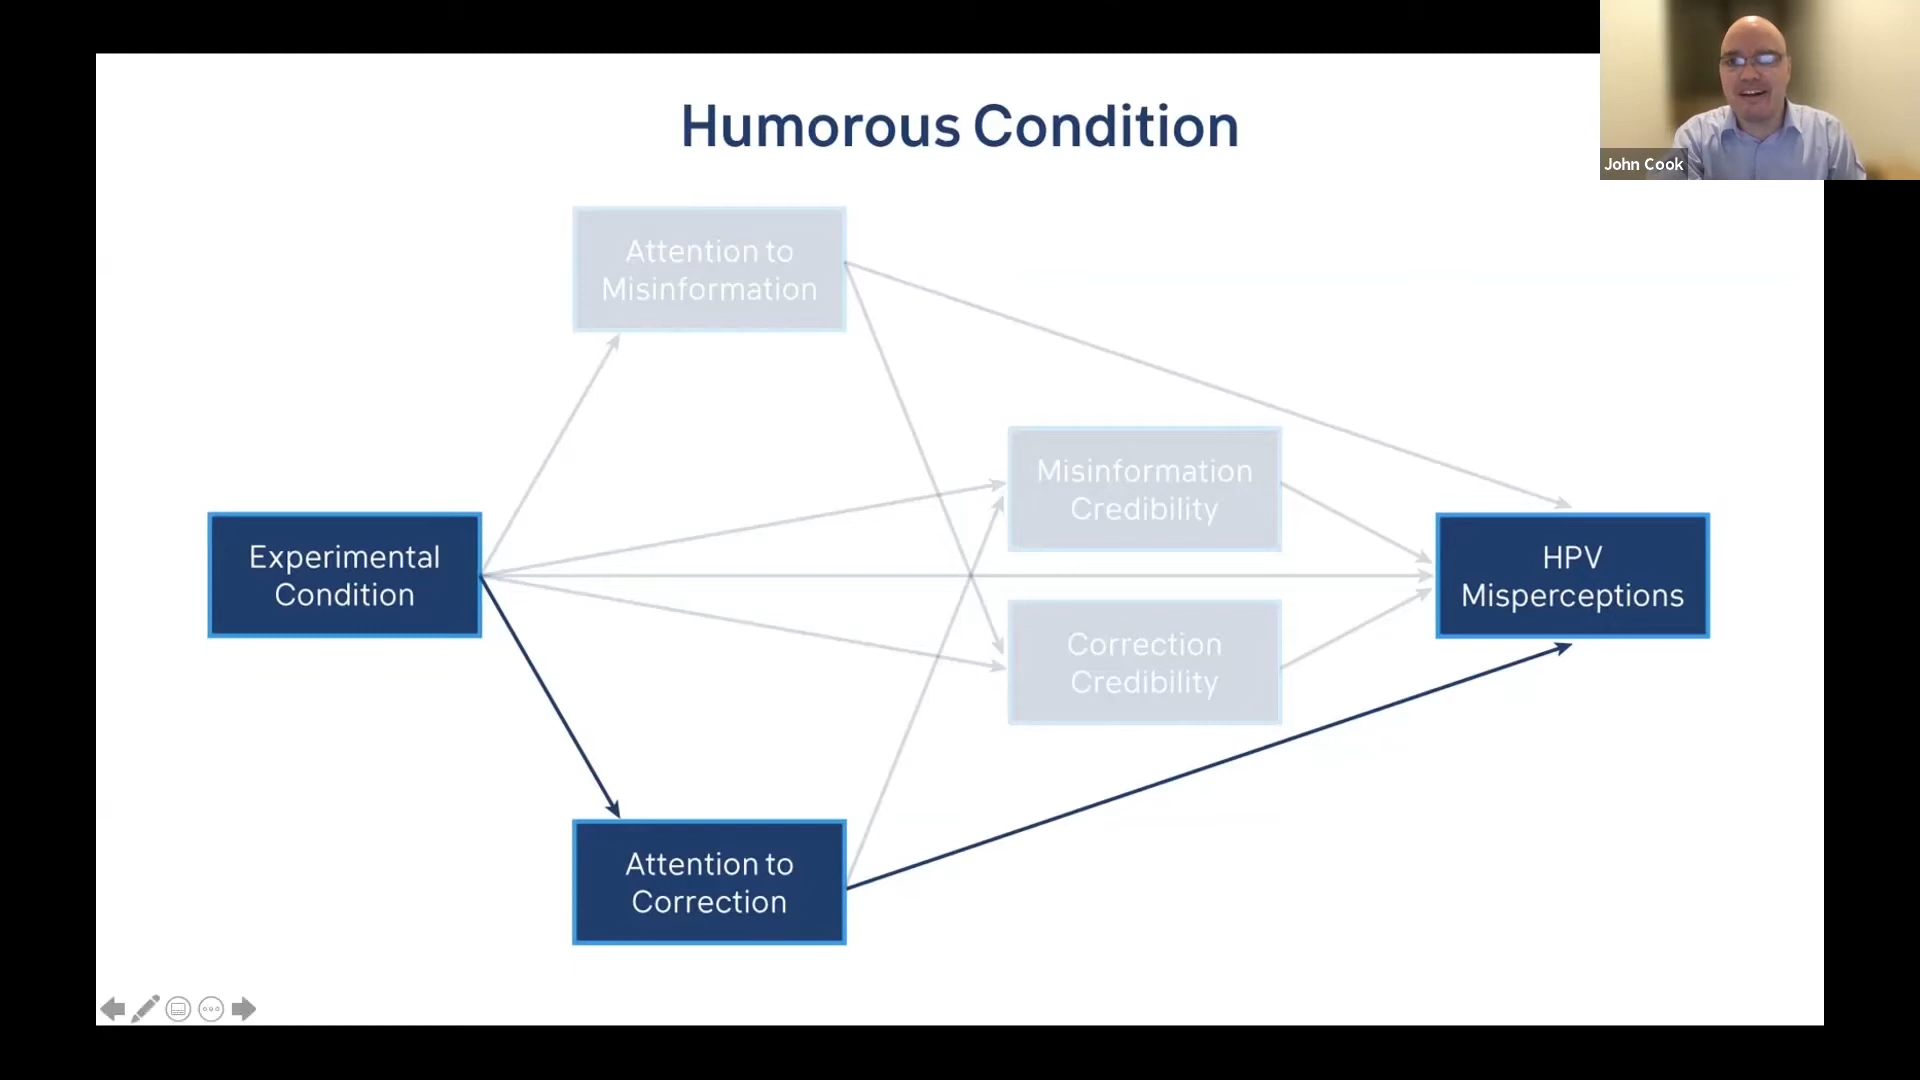 Humorous Condition
John Cook
Attention to
Misinformation
Misinformation
Credibility
Experimental
Condition
HPV
Misperceptions
Correction
Credibility
Attention to
Correction